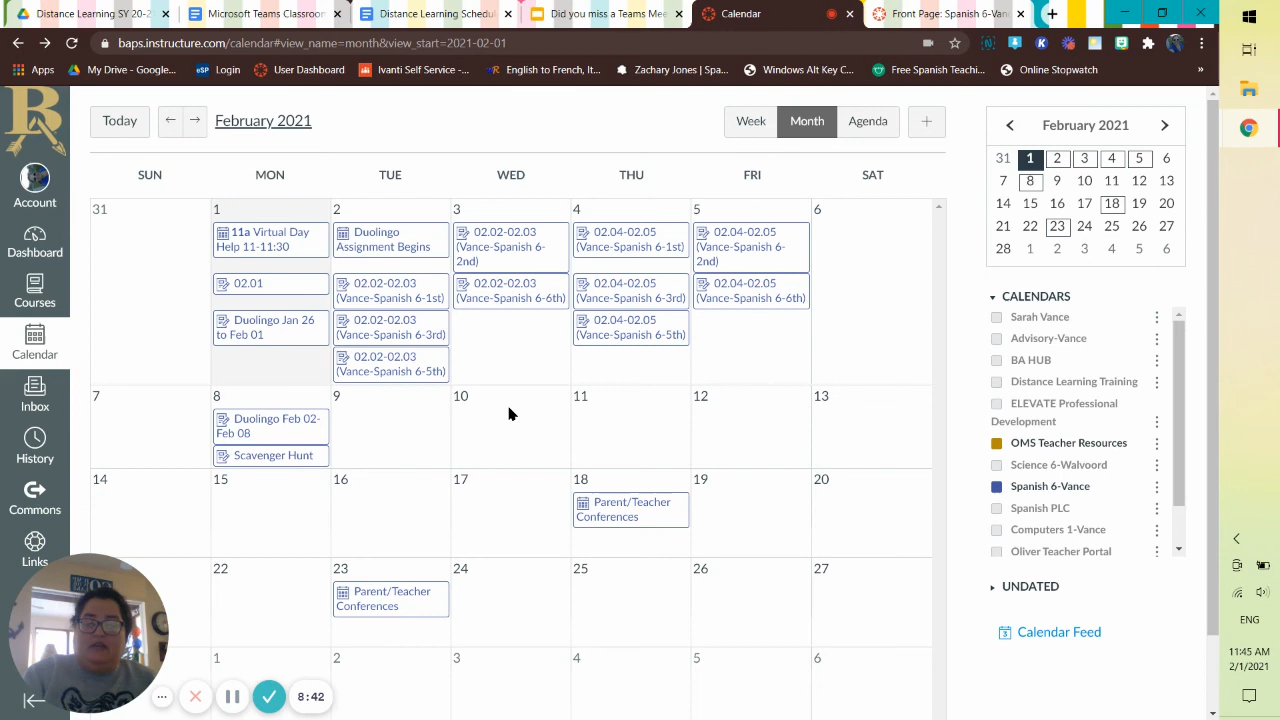 Distance Learning SY 20-2
Microsoft Teams Classroon
Distance Learning Schedul
Did you miss a Teams Mee
Calendar
Front Page: Spanish 6-Van
baps.instructure.com/calendar#view_name=month&view_start=2021-02-01
Apps
My Drive - Google...
eSP Login
User Dashboard
Ivanti Self Service -...
English to French, It...
Zachary Jones | Spa...
Windows Alt Key C...
Free Spanish Teachi...
Online Stopwatch
»
B
Account
Dashboard
Courses
Calendar
Inbox
History
Commons
Links
Today
February 2021
Week
Month
Agenda
SUN MON TUE WED THU FRI SAT
31 1 2 3 4 5 6
11a Virtual Day
Help 11-11:30
02.01
Duolingo Jan 26
to Feb 01
Duolingo
Assignment Begins
02.02-02.03
(Vance-Spanish 6-1st)
02.02-02.03
(Vance-Spanish 6-3rd)
02.02-02.03
(Vance-Spanish 6-5th)
02.02-02.03
(Vance-Spanish 6-
2nd)
02.02-02.03
(Vance-Spanish 6-6th)
02.04-02.05
(Vance-Spanish 6-1st)
02.04-02.05
(Vance-Spanish 6-3rd)
02.04-02.05
(Vance-Spanish 6-5th)
02.04-02.05
(Vance-Spanish 6-
2nd)
02.04-02.05
(Vance-Spanish 6-6th)
7 8 9 10 11 12 13
Duolingo Feb 02-
Feb 08
Scavenger Hunt
14 15 16 17 18 19 20
Parent/Teacher
Conferences
22 23 24 25 26 27
Parent/Teacher
Conferences
1 2 3 4 5 6
8:42
February 2021
31 1 2 3 4 5 6
7 8 9 10 11 12 13
14 15 16 17 18 19 20
21 22 23 24 25 26 27
28 1 2 3 4 5 6
CALENDARS
Sarah Vance
Advisory-Vance
BA HUB
Distance Learning Training
ELEVATE Professional
Development
OMS Teacher Resources
Science 6-Walvoord
Spanish 6-Vance
Spanish PLC
Computers 1-Vance
Oliver Teacher Portal
UNDATED
Calendar Feed
ENG
11:45 AM
2/1/2021